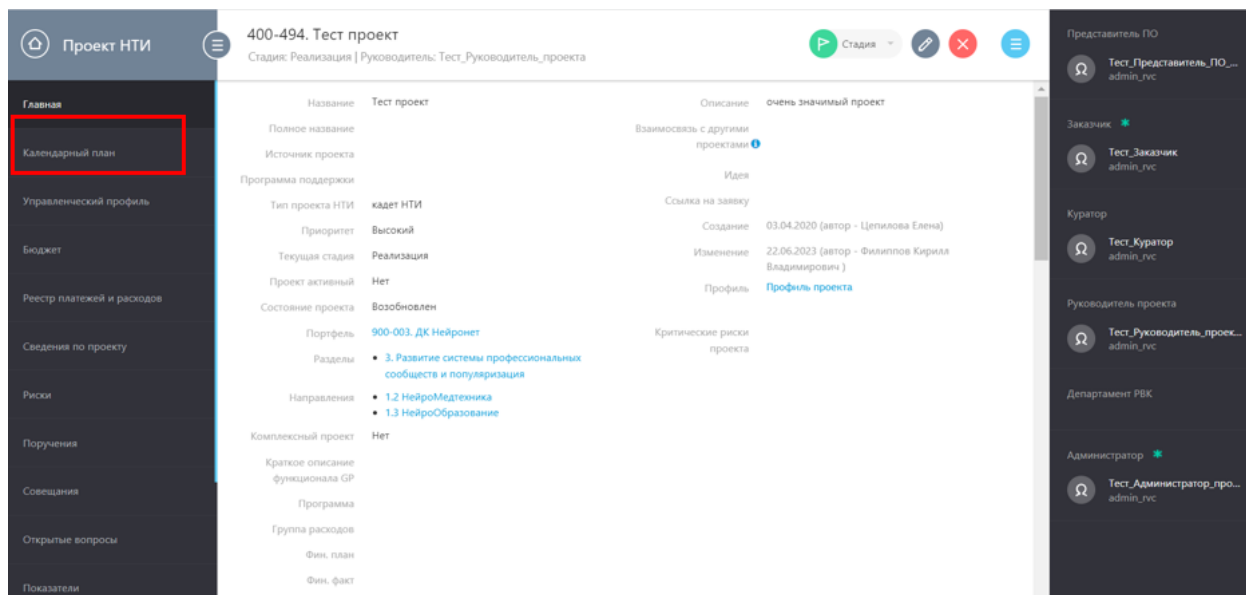 Проект НТИ
400-494. Тест проект
Стадия: Реализация | Руководитель: Тест_Руководитель_проекта
Стадия
Главная
Календарный план
Управленческий профиль
Бюджет
Реестр платежей и расходов
Сведения по проекту
Риски
Поручения
Совещания
Открытые вопросы
Показатели
Название Тест проект
Полное название
Источник проекта
Программа поддержки
Тип проекта НТИ кадет НТИ
Приоритет Высокий
Текущая стадия Реализация
Проект активный Нет
Состояние проекта Возобновлен
Портфель 900-003. ДК Нейронет
Разделы • 3. Развитие системы профессиональных
сообществ и популяризация
Направления • 1.2 НейроМедтехника
• 1.3 НейроОбразование
Комплексный проект Нет
Краткое описание
функционала GP
Программа
Группа расходов
Фин. план
Фин. факт
Описание очень значимый проект
Взаимосвязь с другими
проектами
Идея
Ссылка на заявку
Создание 03.04.2020 (автор - Цепилова Елена)
Изменение 22.06.2023 (автор - Филиппов Кирилл
Владимирович )
Профиль Профиль проекта
Критические риски
проекта
Представитель ПО
Тест_Представитель_ПО_...
admin_rvc
Заказчик *
Тест_Заказчик
admin_rvc
Куратор
Тест_Куратор
admin_rvc
Руководитель проекта
Тест_Руководитель_проек...
admin_rvc
Департамент РВК
Администратор *
Тест_Администратор_про...
admin_rvc